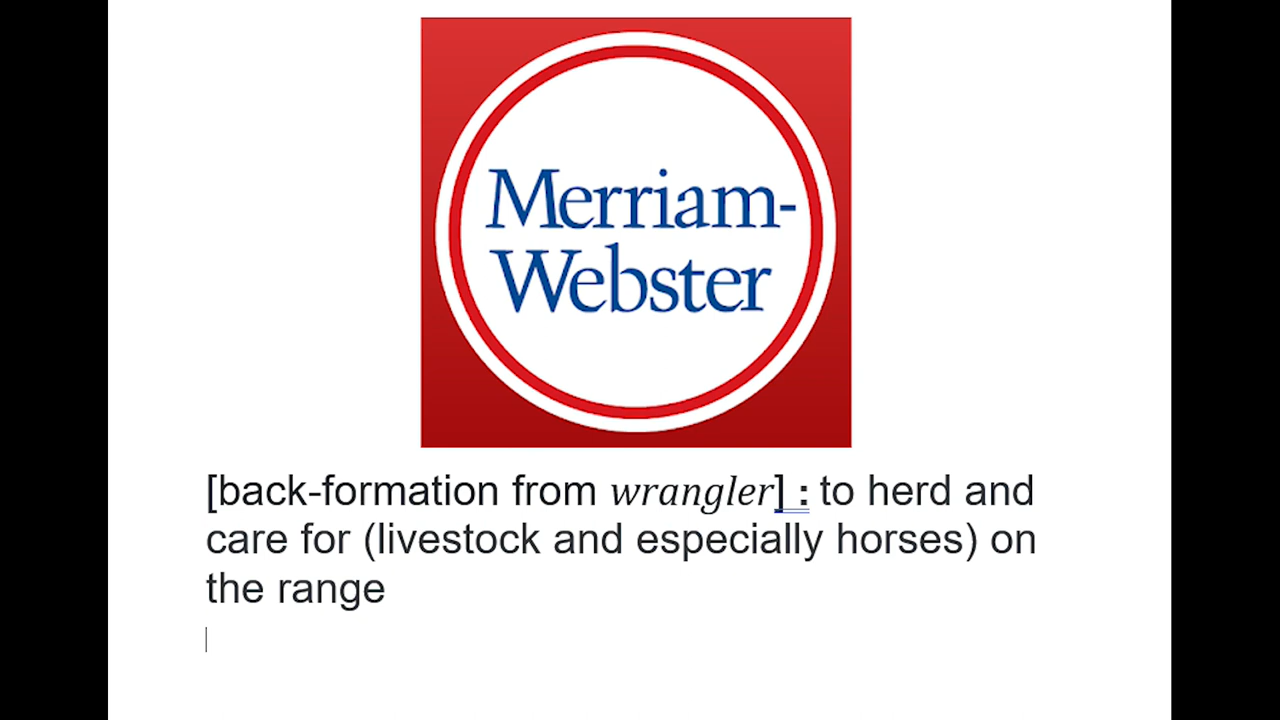 Merriam-
Webster
[back-formation from wrangler] : to herd and
care for (livestock and especially horses) on
the range